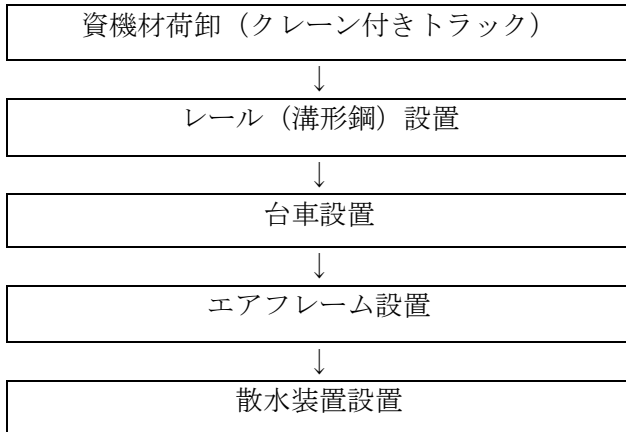 資機材荷卸（クレーン付きトラック）
↓
レール（溝形鋼）設置
↓
台車設置
↓
エアフレーム設置
↓
散水装置設置